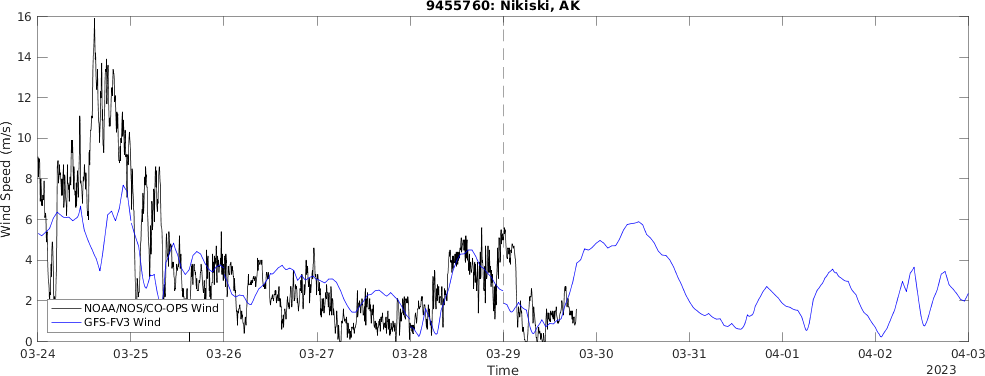 9455760: Nikiski, AK
Wind Speed (m/s)
16
14
12
10
8
6
4
2
0
NOAA/NOS/CO-OPS Wind
GFS-FV3 Wind
03-24 03-25 03-26 03-27 03-28 03-29 03-30 03-31 04-01 04-02 04-03
Time
2023